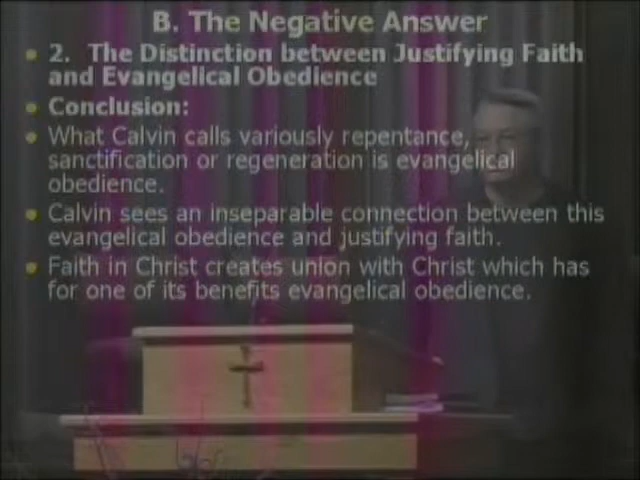 B. The Negative Answer
2. The Distinction between Justifying Faith
and Evangelical Obedience
Conclusion:
What Calvin calls variously repentance,
sanctification or regeneration is evangelical
obedience.
Calvin sees an inseparable connection between this
evangelical obedience and justifying faith.
Faith in Christ creates union with Christ which has
for one of its benefits evangelical obedience.